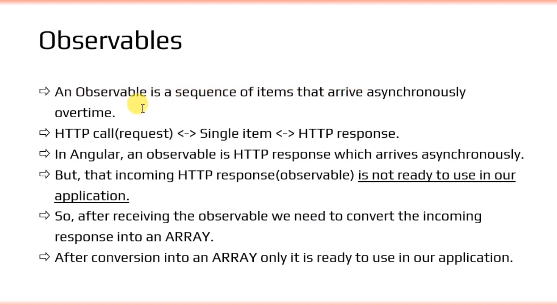 Observables
⇨ An Observable is a sequence of items that arrive asynchronously
overtime.
⇨ HTTP call(request) <-> Single item <-> HTTP response.
⇨ In Angular, an observable is HTTP response which arrives asynchronously.
⇨ But, that incoming HTTP response(observable) is not ready to use in our
application.
⇨ So, after receiving the observable we need to convert the incoming
response into an ARRAY.
⇨ After conversion into an ARRAY only it is ready to use in our application.